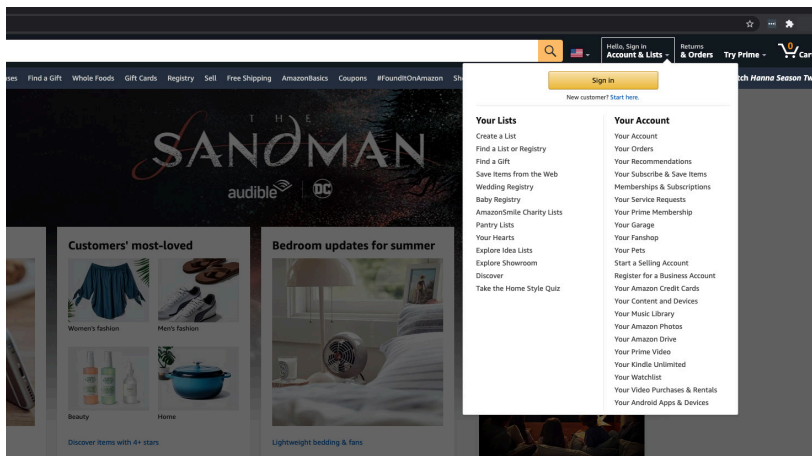 Hello, Sign in
Account & Lists
Returns
& Orders
Try Prime
0
Cart
Find a Gift
Whole Foods
Gift Cards
Registry
Sell
Free Shipping
AmazonBasics
Coupons
#FounditOnAmazon
Hanna Season
Sign in
New customer? Start here.
Your Lists
Create a List
Find a List or Registry
Find a Gift
Save Items from the Web
Wedding Registry
Baby Registry
AmazonSmile Charity Lists
Pantry Lists
Your Hearts
Explore Idea Lists
Explore Showroom
Discover
Take the Home Style Quiz
Your Account
Your Account
Your Orders
Your Recommendations
Your Subscribe & Save Items
Memberships & Subscriptions
Your Service Requests
Your Prime Membership
Your Garage
Your Fanshop
Your Pets
Start a Selling Account
Register for a Business Account
Your Amazon Credit Cards
Your Content and Devices
Your Music Library
Your Amazon Photos
Your Amazon Drive
Your Prime Video
Your Kindle Unlimited
Your Watchlist
Your Video Purchases & Rentals
Your Android Apps & Devices
THE
SANDMAN
audible
DC
Customers' most-loved
Women's fashion
Men's fashion
Beauty
Home
Discover items with 4+ stars
Bedroom updates for summer
Lightweight bedding & fans